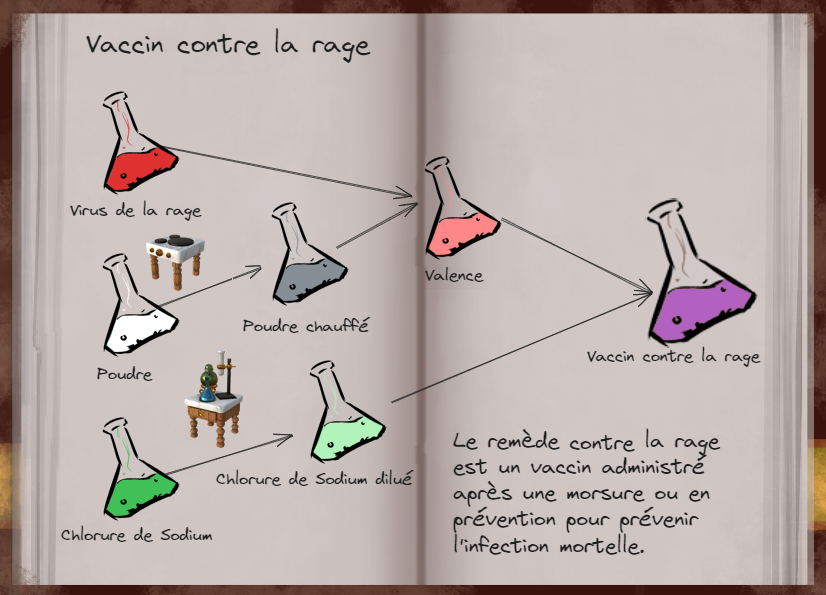 Vaccin contre la rage
Virus de la rage
Valence
Poudre chauffé
Poudre
Vaccin contre la rage
Chlorure de Sodium dilué
Chlorure de Sodium
Le remède contre la rage
est un vaccin administré
après une morsure ou en
prévention pour prévenir
l'infection mortelle.